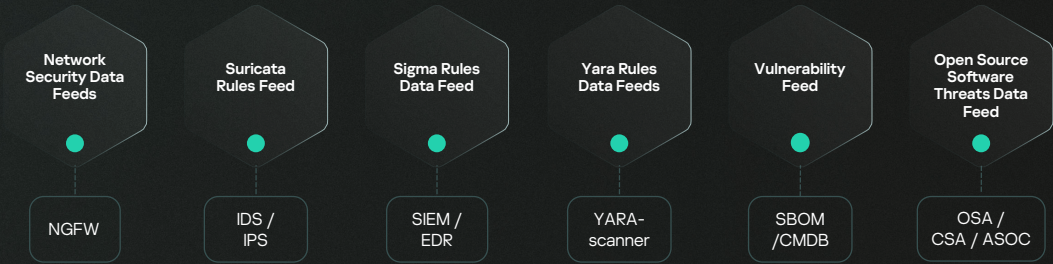 Network
Security Data
Feeds
Suricata
Rules Feed
Sigma Rules
Data Feed
Yara Rules
Data Feeds
Vulnerability
Feed
Open Source
Software
Threats Data
Feed
NGFW
IDS /
IPS
SIEM /
EDR
YARA-
scanner
SBOM
/CMDB
OSA /
CSA / ASOC